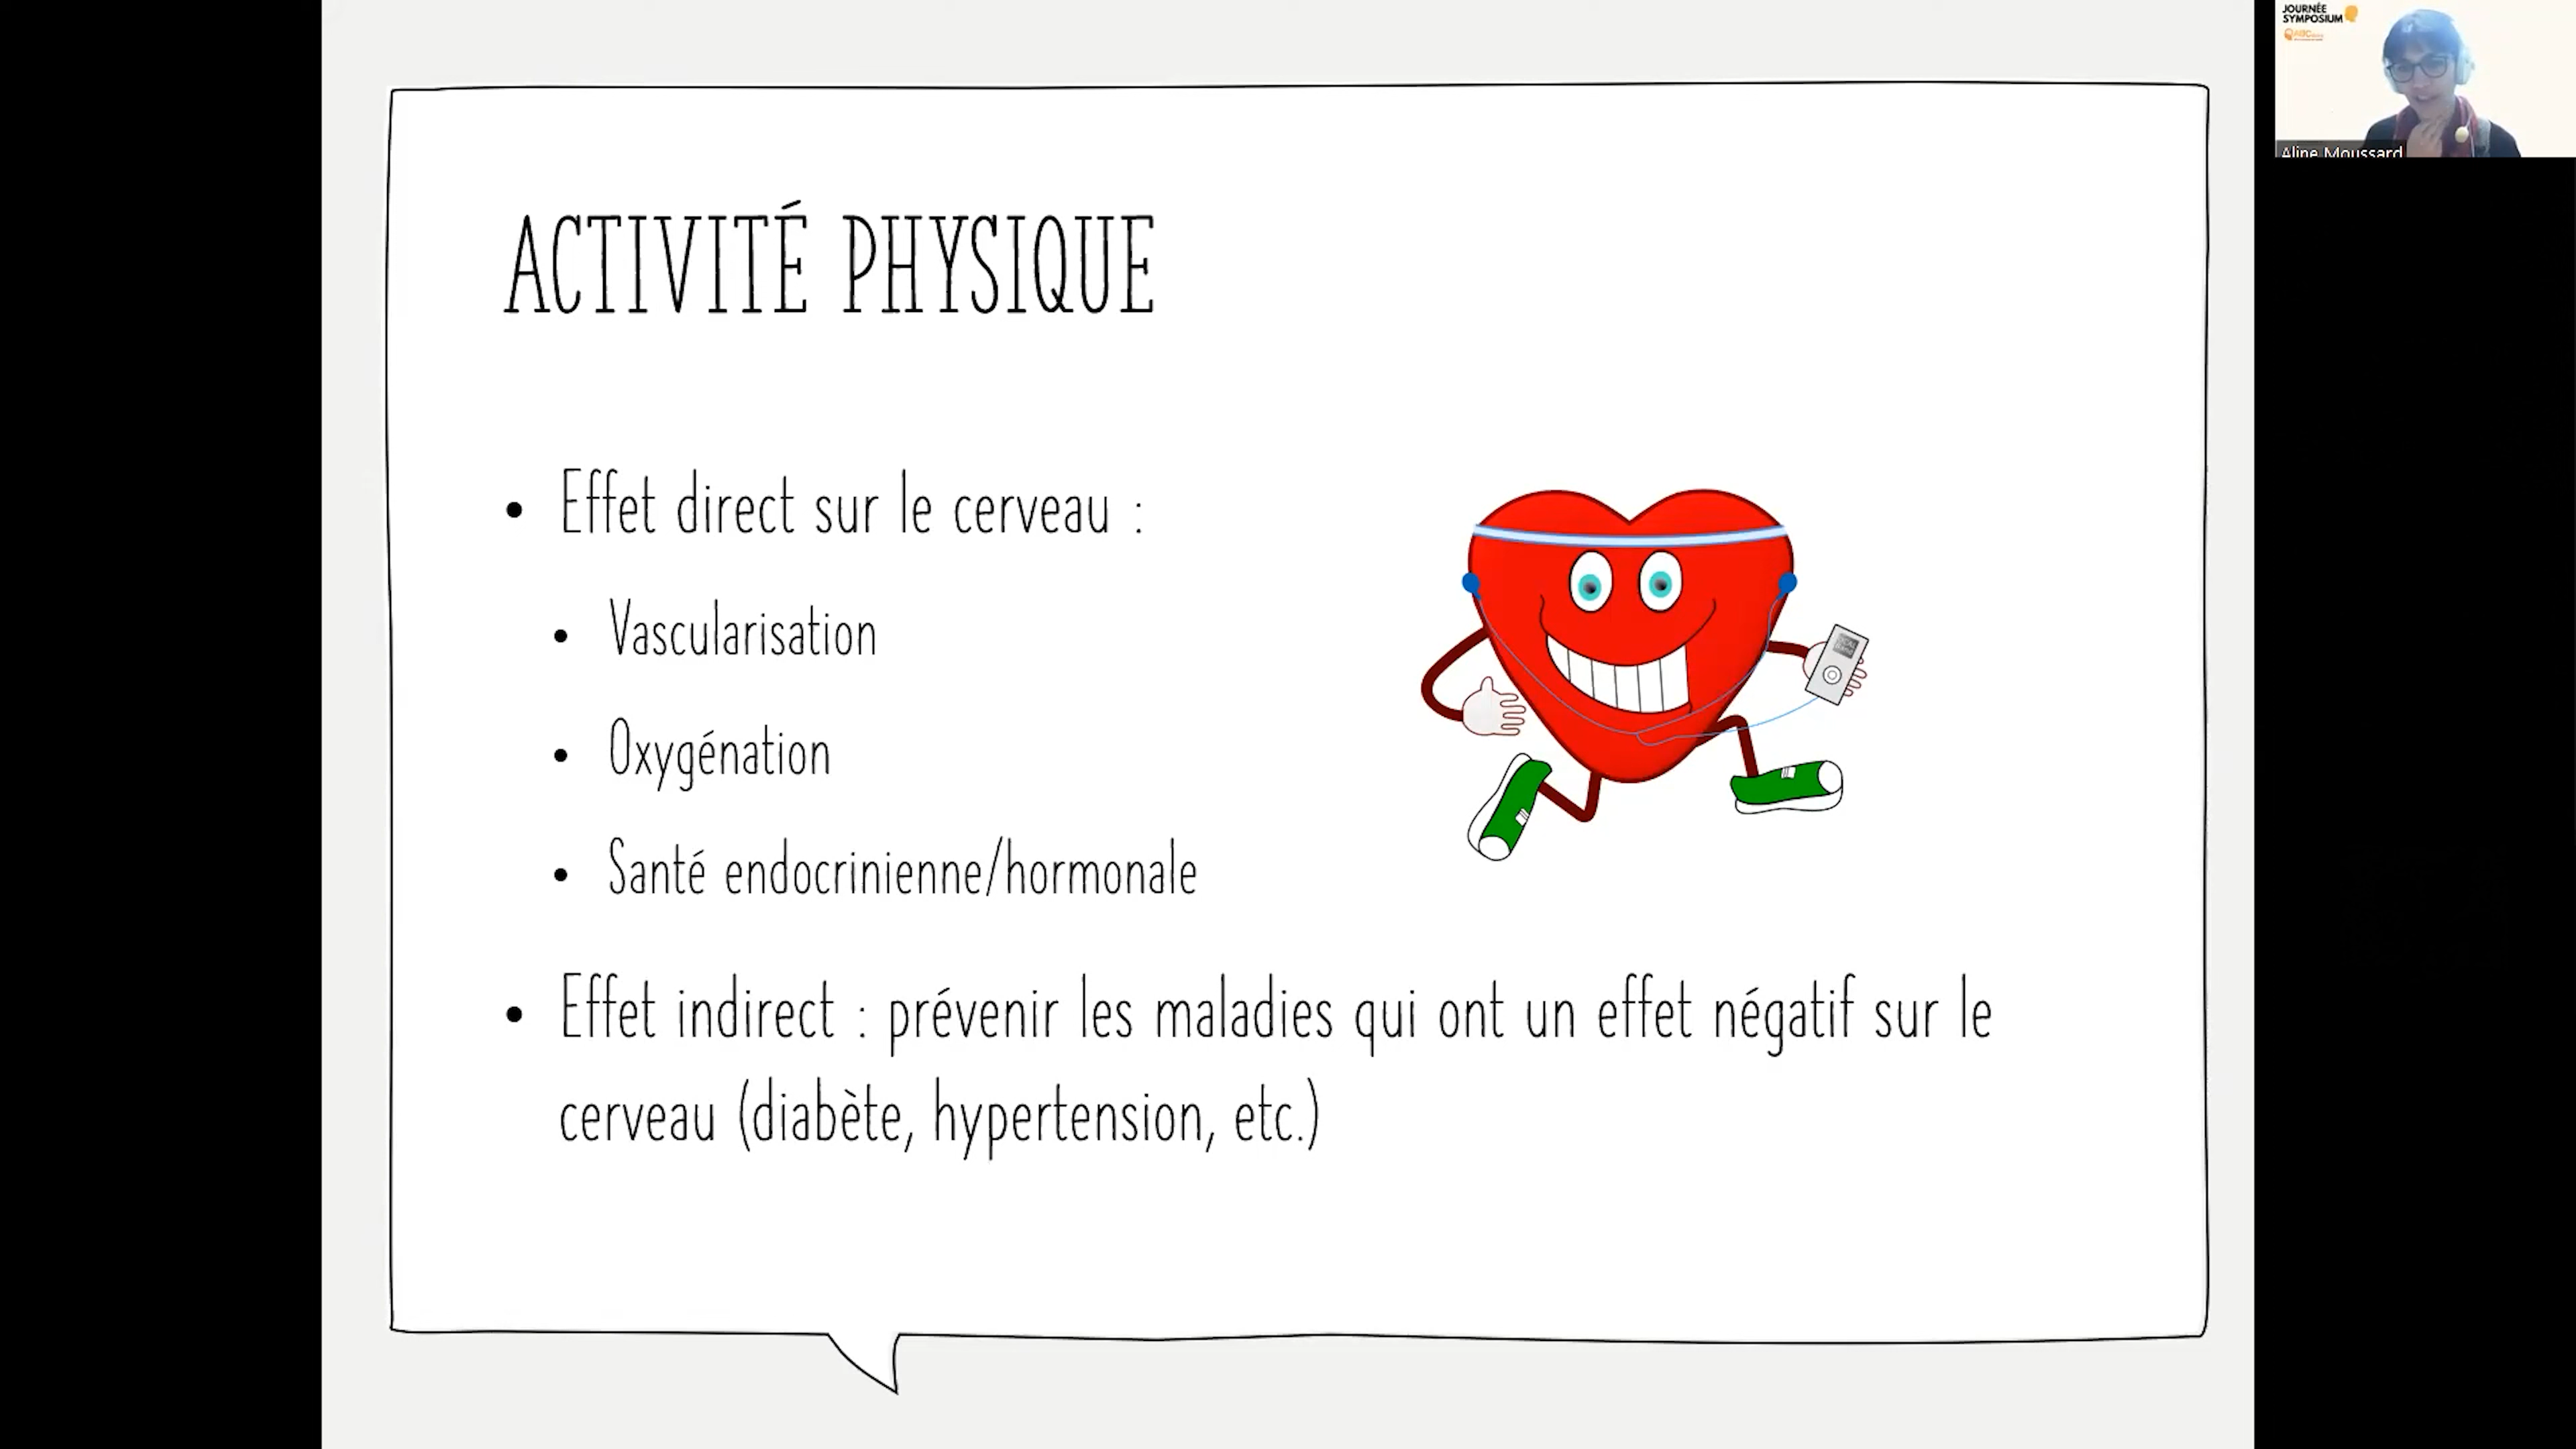 JOURNÉE
SYMPOSIUM
Aline Moussard
ACTIVITÉ PHYSIQUE
• Effet direct sur le cerveau :
• Vascularisation
• Oxygénation
• Santé endocrinienne/hormonale
• Effet indirect : prévenir les maladies qui ont un effet négatif sur le
cerveau (diabète, hypertension, etc.)